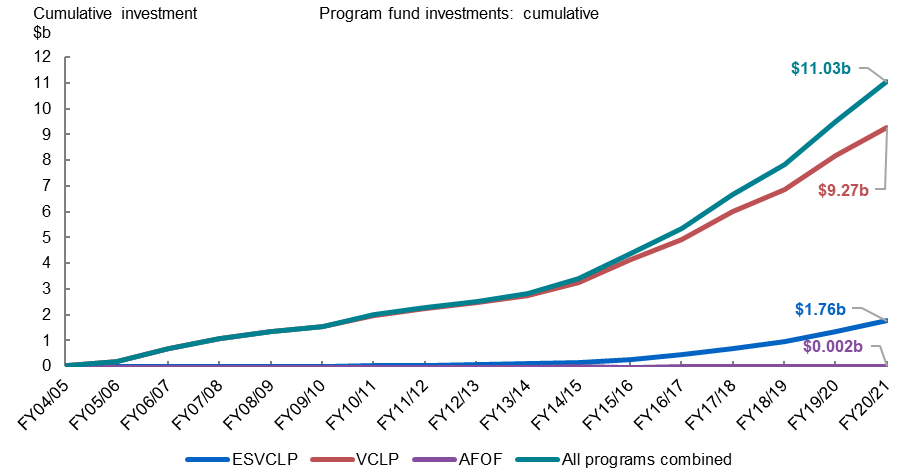 Cumulative investment
$b
Program fund investments: cumulative
12
11
10
9
8
7
6
5
4
3
2
1
0
$11.03b
$9.27b
$1.76b
$0.002b
FY04/05
FY05/06
FY06/07
FY07/08
FY08/09
FY09/10
FY10/11
FY11/12
FY12/13
FY13/14
FY14/15
FY15/16
FY16/17
FY17/18
FY18/19
FY19/20
FY20/21
ESVCLP VCLP AFOF All programs combined